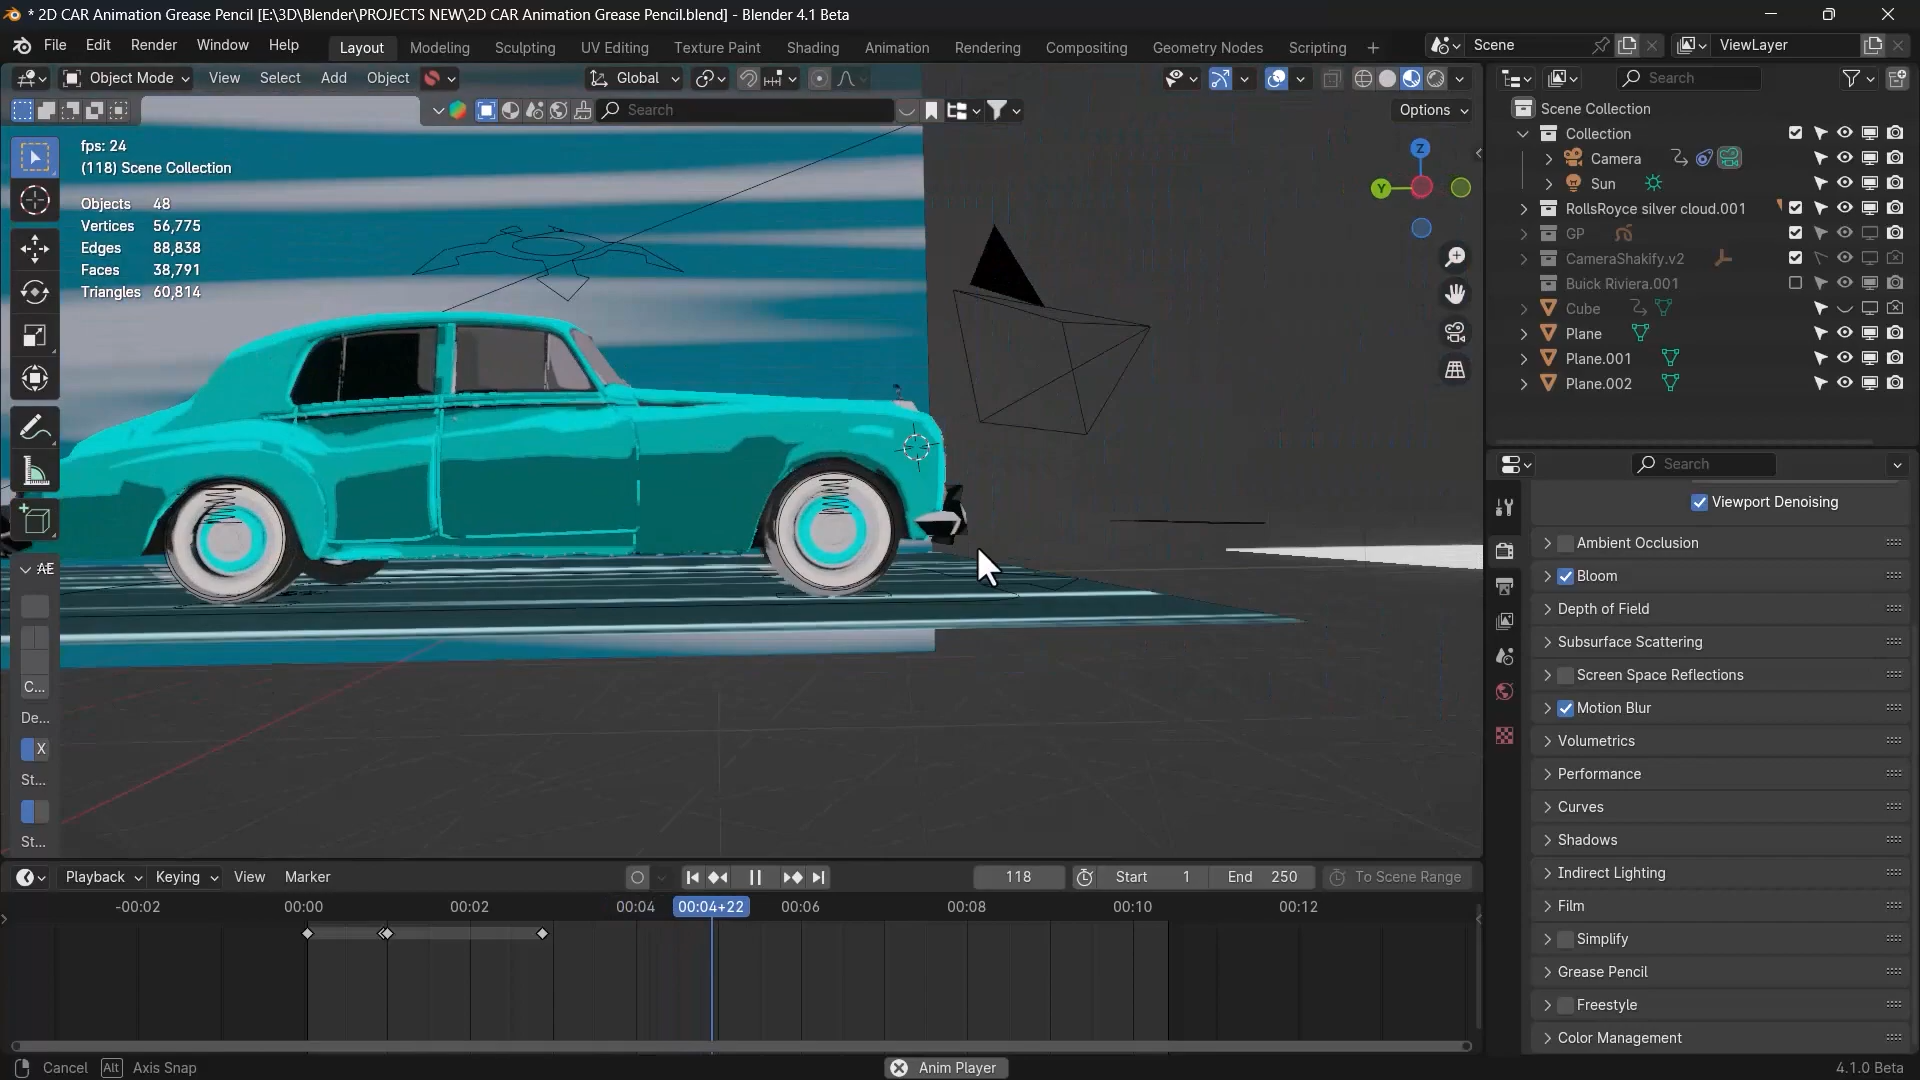 * 2D CAR Animation Grease Pencil [E:\3D\Blender\PROJECTS NEW\2D CAR Animation Grease Pencil.blend] - Blender 4.1 Beta
File Edit Render Window Help
Layout Modeling Sculpting UV Editing Texture Paint Shading Animation Rendering Compositing Geometry Nodes Scripting +
Scene
ViewLayer
Object Mode View Select Add Object
Global
Search
Options
fps: 24
(118) Scene Collection
Objects 48
Vertices 56,775
Edges 88,838
Faces 38,791
Triangles 60,814
Z
Y
AE
C...
De...
X
St...
St...
Search
Scene Collection
Collection
Camera
Sun
RollsRoyce silver cloud.001
GP
CameraShakify.v2
Buick Riviera.001
Cube
Plane
Plane.001
Plane.002
Search
Viewport Denoising
Ambient Occlusion
Bloom
Depth of Field
Subsurface Scattering
Screen Space Reflections
Motion Blur
Volumetrics
Performance
Curves
Shadows
Indirect Lighting
Film
Simplify
Grease Pencil
Freestyle
Color Management
Playback Keying View Marker
118
Start 1
End 250
To Scene Range
-00:02 00:00 00:02 00:04 00:04+22 00:06 00:08 00:10 00:12
Cancel Alt Axis Snap
Anim Player
4.1.0 Beta